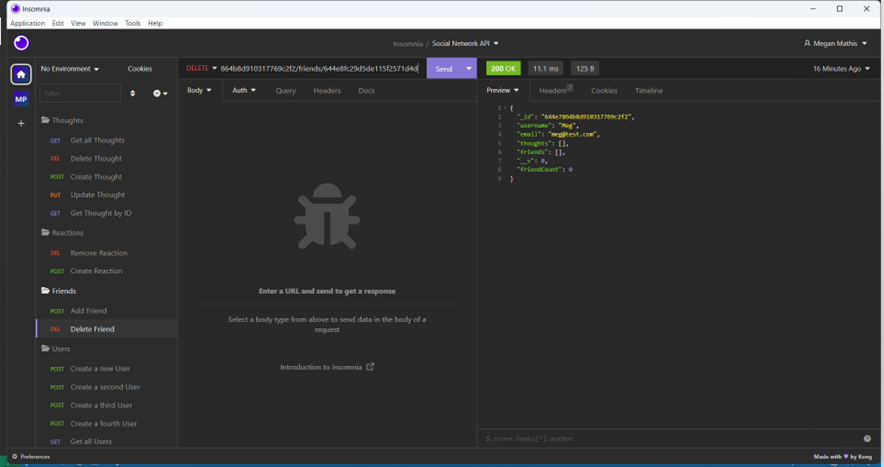 Insomnia
Application Edit View Window Tools Help
Insomnia / Social Network API
Megan Mathis
No Environment
Cookies
Filter
MP
Thoughts
GET Get all Thoughts
DEL Delete Thought
POST Create Thought
PUT Update Thought
GET Get Thought by ID
Reactions
DEL Remove Reaction
POST Create Reaction
Friends
POST Add Friend
DEL Delete Friend
Users
POST Create a new User
POST Create a second User
POST Create a third User
POST Create a fourth User
GET Get all Users
DELETE 864b8d910317769c2f2/friends/644e8fc29d5de115f2571d4d
Send
Body Auth Query Headers Docs
Enter a URL and send to get a response
Select a body type from above to send data in the body of a
request
Introduction to Insomnia
200 OK 11.1 ms 125 B
16 Minutes Ago
Preview Headers 7 Cookies Timeline
1 {
2 "_id": "644e7864b8d910317769c2f2",
3 "username": "Meg",
4 "email": "meg@test.com",
5 "thoughts": [],
6 "friends": [],
7 "__v": 0,
8 "friendCount": 0
9 }
$.store.books[*].author
Preferences
Made with ♥ by Kong